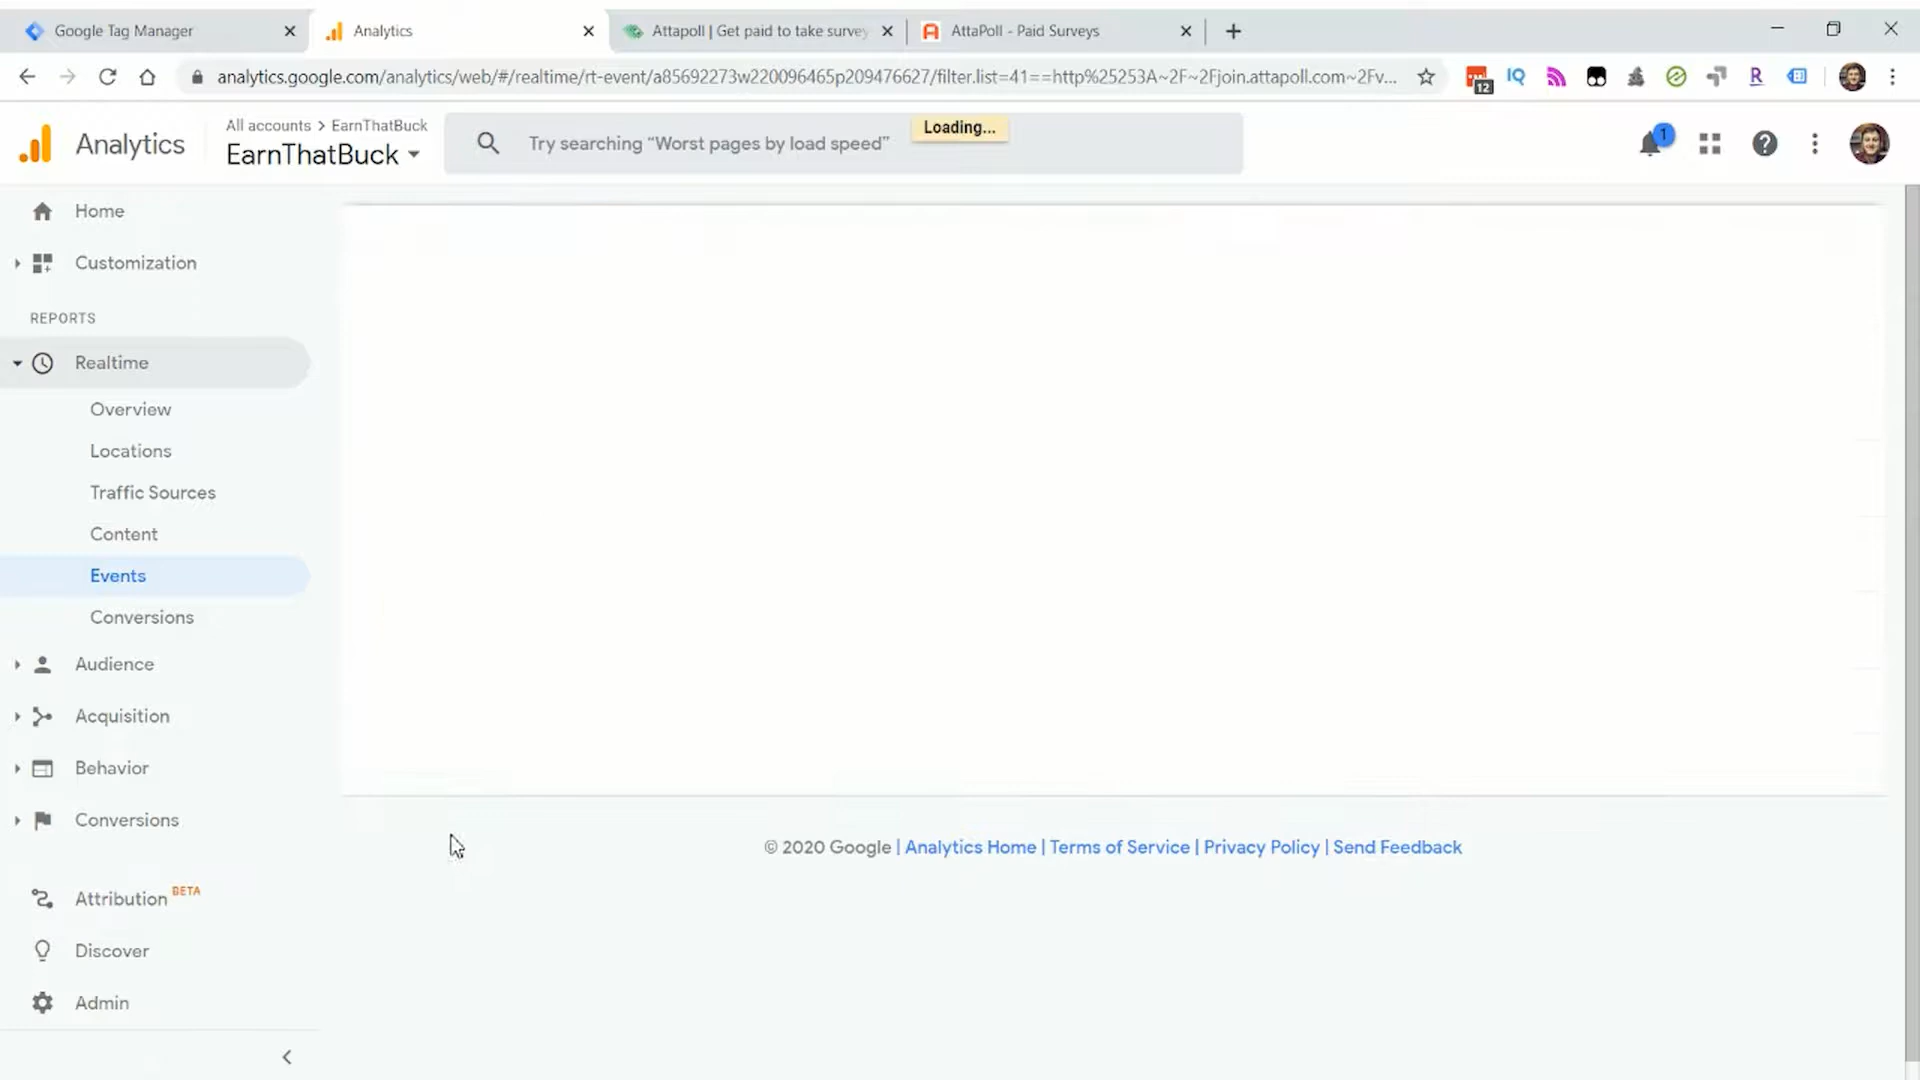 Google Tag Manager
Analytics
Attapoll | Get paid to take survey
AttaPoll - Paid Surveys
analytics.google.com/analytics/web/#/realtime/rt-event/a85692273w220096465p209476627/filter.list=41==http%25253A~2F~2Fjoin.attapoll.com~2Fv...
12
IQ
R
Analytics
All accounts > EarnThatBuck
EarnThatBuck
Try searching “Worst pages by load speed”
Loading...
1
Home
Customization
REPORTS
Realtime
Overview
Locations
Traffic Sources
Content
Events
Conversions
Audience
Acquisition
Behavior
Conversions
Attribution BETA
Discover
Admin
© 2020 Google | Analytics Home | Terms of Service | Privacy Policy | Send Feedback